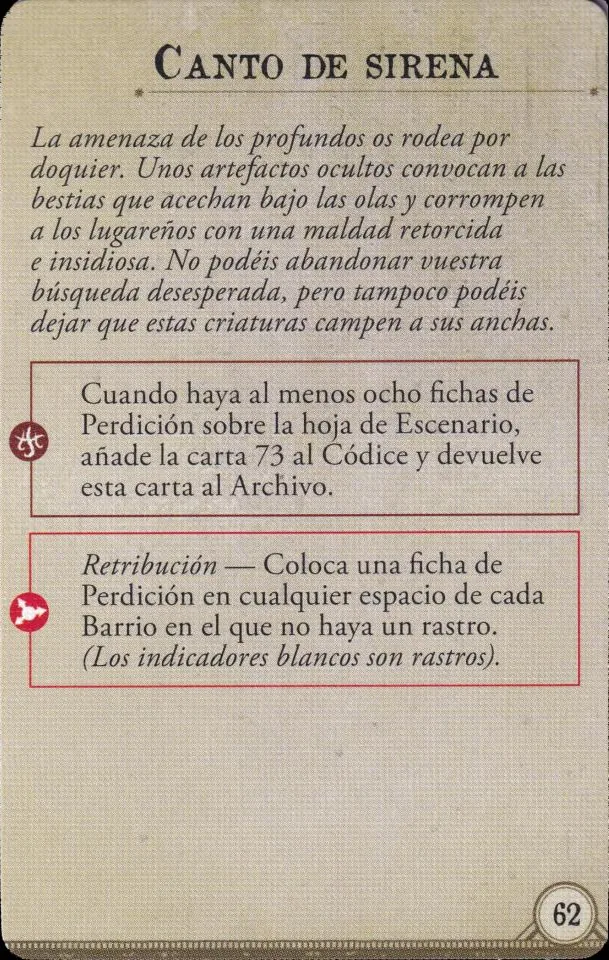 CANTO DE SIRENA
La amenaza de los profundos os rodea por
doquier. Unos artefactos ocultos convocan a las
bestias que acechan bajo las olas y corrompen
a los lugareños con una maldad retorcida
e insidiosa. No podéis abandonar vuestra
búsqueda desesperada, pero tampoco podéis
dejar que estas criaturas campen a sus anchas.
Cuando haya al menos ocho fichas de
Perdición sobre la hoja de Escenario,
añade la carta 73 al Códice y devuelve
esta carta al Archivo.
Retribución — Coloca una ficha de
Perdición en cualquier espacio de cada
Barrio en el que no haya un rastro.
(Los indicadores blancos son rastros).
62